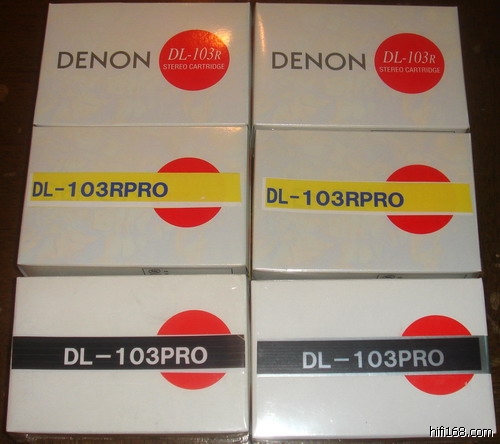 DENON DL-103R
STEREO CARTRIDGE
DENON DL-103R
STEREO CARTRIDGE
DL-103RPRO
DL-103RPRO
DL-103PRO
DL-103PRO
hifi168.com